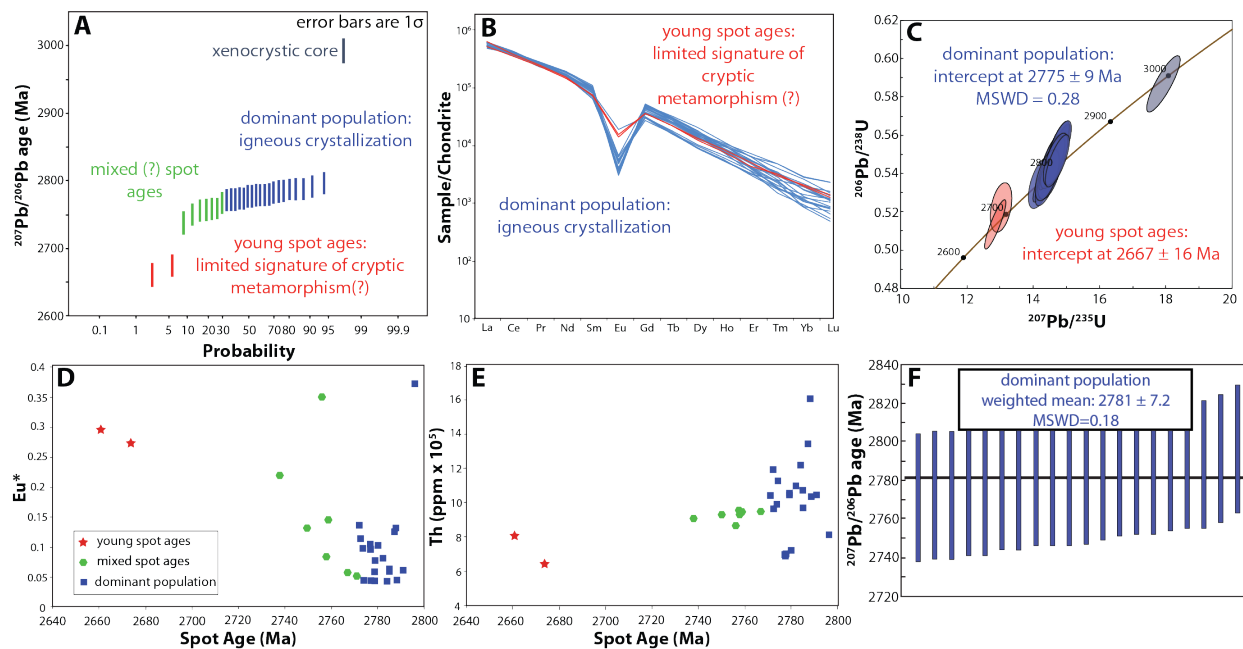 A
error bars are 1σ
xenocrystic core
dominant population:
igneous crystallization
mixed (?) spot
ages
young spot ages:
limited signature of cryptic
metamorphism(?)
207Pb/206Pb age (Ma)
3000
2900
2800
2700
2600
0.1 1 5 10 20 30 50 70 80 90 95 99 99.9
Probability
B
young spot ages:
limited signature of
cryptic
metamorphism (?)
dominant population:
igneous crystallization
Sample/Chondrite
10⁶
10⁵
10⁴
10³
10²
10
La Ce Pr Nd Sm Eu Gd Tb Dy Ho Er Tm Yb Lu
C
dominant population:
intercept at 2775 ± 9 Ma
MSWD = 0.28
3000
2900
2800
2700
2600
young spot ages:
intercept at 2667 ± 16 Ma
206Pb/238U
0.62
0.60
0.58
0.56
0.54
0.52
0.50
0.48
10 12 14 16 18 20
207Pb/235U
D
Eu*
0.4
0.35
0.3
0.25
0.2
0.15
0.1
0.05
0
young spot ages
mixed spot ages
dominant population
2640 2660 2680 2700 2720 2740 2760 2780 2800
Spot Age (Ma)
E
Th (ppm x 10⁵)
18
16
14
12
10
8
6
4
2640 2660 2680 2700 2720 2740 2760 2780 2800
Spot Age (Ma)
F
dominant population
weighted mean: 2781 ± 7.2
MSWD=0.18
207Pb/206Pb age (Ma)
2840
2820
2800
2780
2760
2740
2720